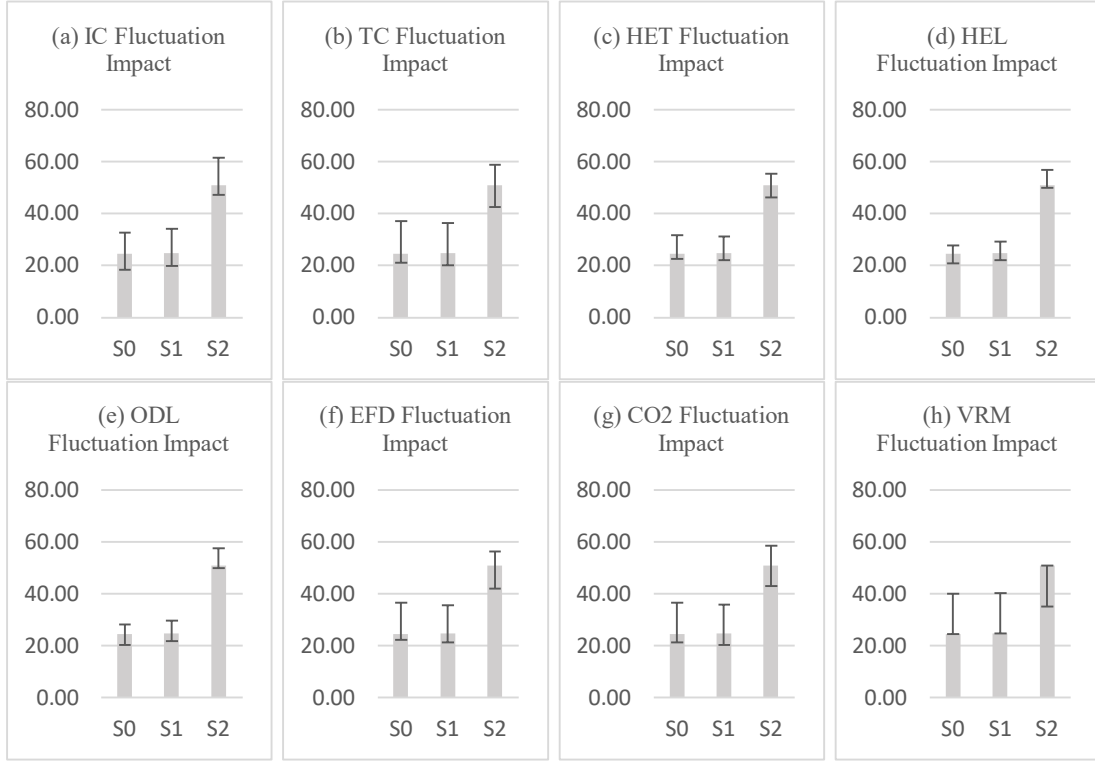 (a) IC Fluctuation
Impact
80.00
60.00
40.00
20.00
0.00
S0 S1 S2
(b) TC Fluctuation
Impact
80.00
60.00
40.00
20.00
0.00
S0 S1 S2
(c) HET Fluctuation
Impact
80.00
60.00
40.00
20.00
0.00
S0 S1 S2
(d) HEL
Fluctuation Impact
80.00
60.00
40.00
20.00
0.00
S0 S1 S2
(e) ODL
Fluctuation Impact
80.00
60.00
40.00
20.00
0.00
S0 S1 S2
(f) EFD Fluctuation
Impact
80.00
60.00
40.00
20.00
0.00
S0 S1 S2
(g) CO2 Fluctuation
Impact
80.00
60.00
40.00
20.00
0.00
S0 S1 S2
(h) VRM
Fluctuation Impact
80.00
60.00
40.00
20.00
0.00
S0 S1 S2